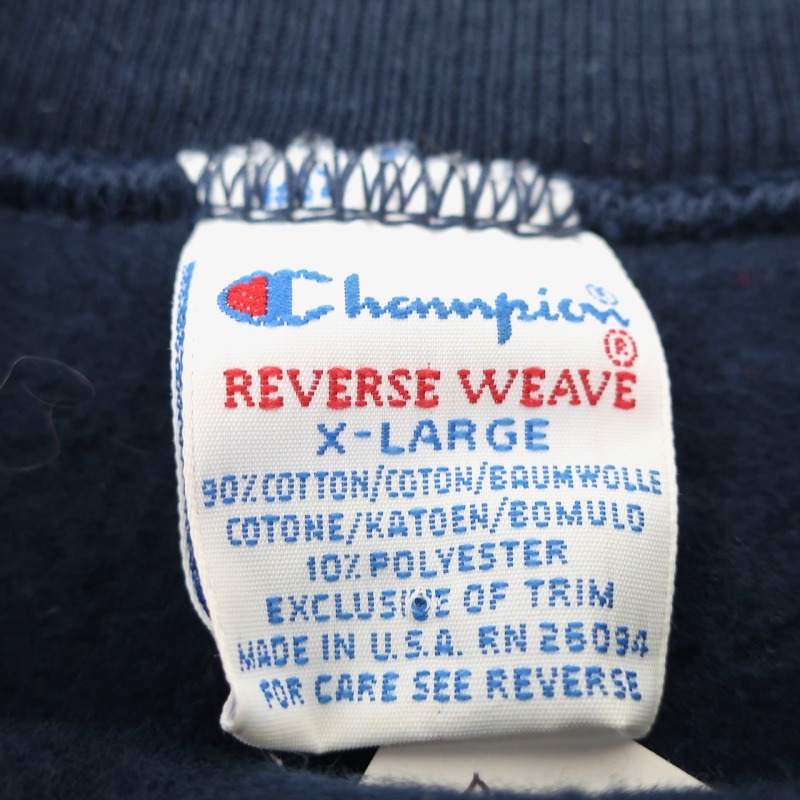 Champion®
®
REVERSE WEAVE
X-LARGE
90% COTTON/COTON/BAUMWOLLE
COTONE/KATOEN/BOMULD
10% POLYESTER
EXCLUSIVE OF TRIM
MADE IN U.S.A. RN 26094
FOR CARE SEE REVERSE